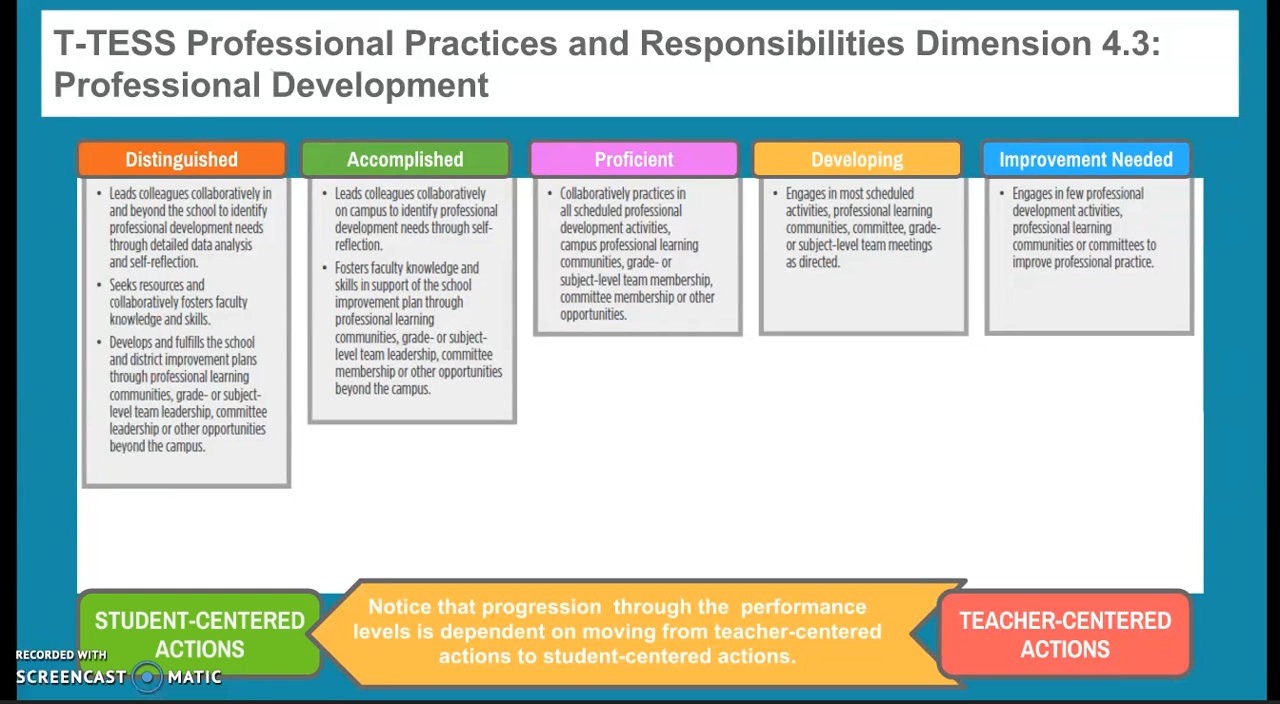 T-TESS Professional Practices and Responsibilities Dimension 4.3:
Professional Development
Distinguished
• Leads colleagues collaboratively in
and beyond the school to identify
professional development needs
through detailed data analysis
and self-reflection.
• Seeks resources and
collaboratively fosters faculty
knowledge and skills.
• Develops and fulfills the school
and district improvement plans
through professional learning
communities, grade- or subject-
level team leadership, committee
leadership or other opportunities
beyond the campus.
Accomplished
• Leads colleagues collaboratively
on campus to identify professional
development needs through self-
reflection.
• Fosters faculty knowledge and
skills in support of the school
improvement plan through
professional learning
communities, grade- or subject-
level team leadership, committee
membership or other opportunities
beyond the campus.
Proficient
• Collaboratively practices in
all scheduled professional
development activities,
campus professional learning
communities, grade- or
subject-level team membership,
committee membership or other
opportunities.
Developing
• Engages in most scheduled
activities, professional learning
communities, committee, grade-
or subject-level team meetings
as directed.
Improvement Needed
• Engages in few professional
development activities,
professional learning
communities or committees to
improve professional practice.
STUDENT-CENTERED
ACTIONS
Notice that progression through the performance
levels is dependent on moving from teacher-centered
actions to student-centered actions.
TEACHER-CENTERED
ACTIONS
RECORDED WITH
SCREENCAST MATIC